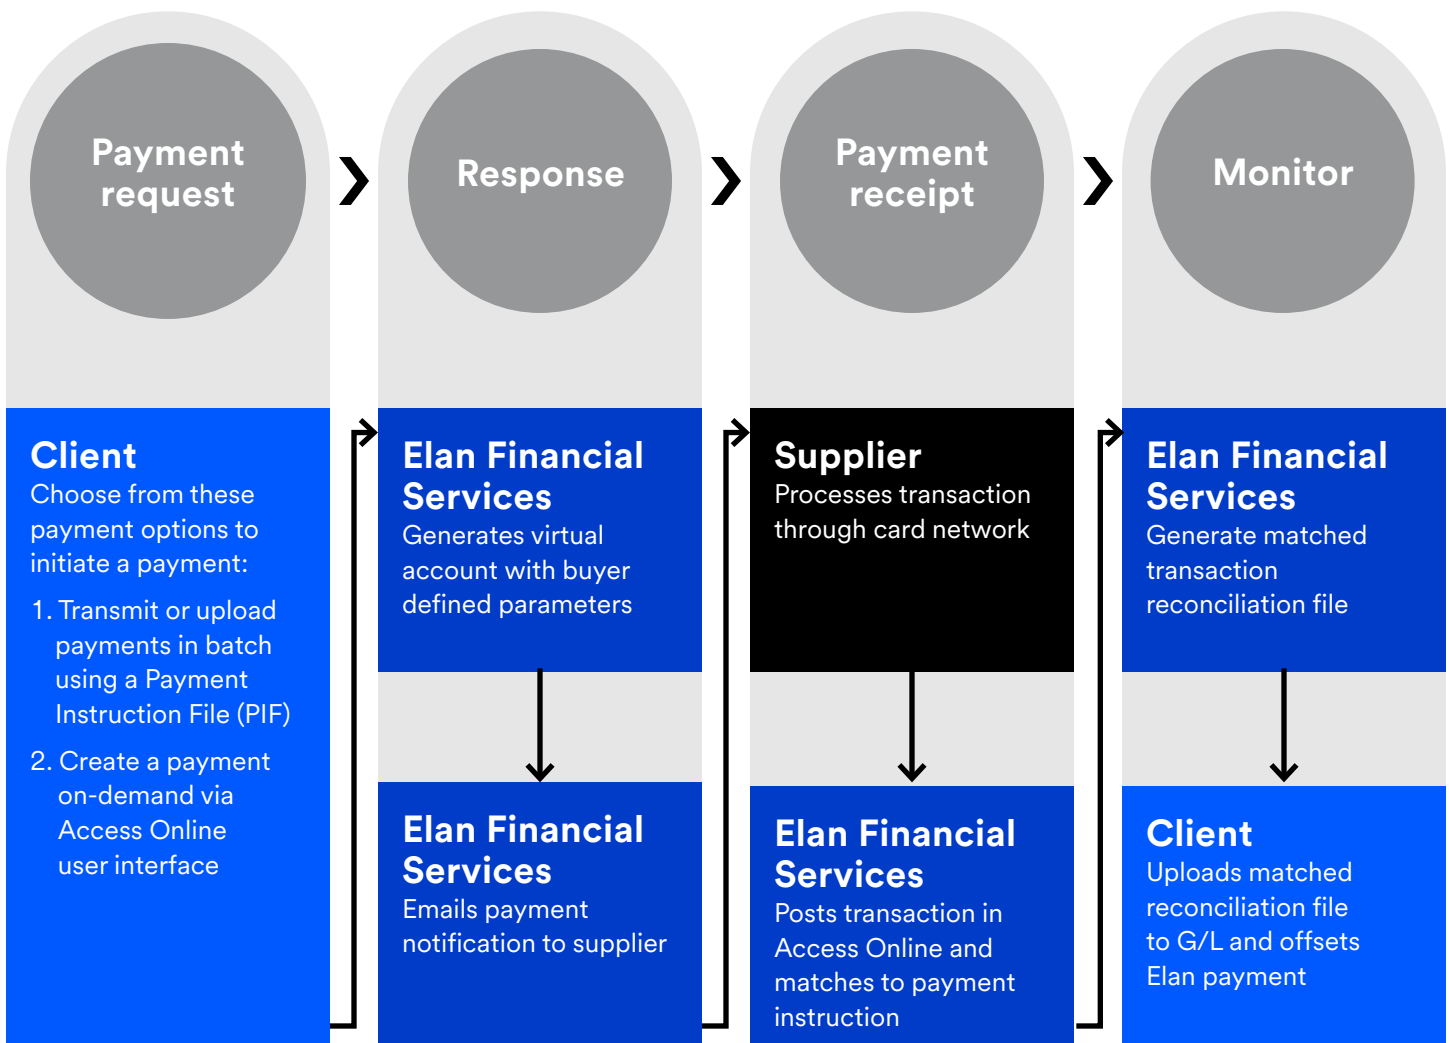 Payment
request
Response
Payment
receipt
Monitor
Client
Choose from these
payment options to
initiate a payment:
1. Transmit or upload
payments in batch
using a Payment
Instruction File (PIF)
2. Create a payment
on-demand via
Access Online
user interface
Elan Financial
Services
Generates virtual
account with buyer
defined parameters
Elan Financial
Services
Emails payment
notification to supplier
Supplier
Processes transaction
through card network
Elan Financial
Services
Posts transaction in
Access Online and
matches to payment
instruction
Elan Financial
Services
Generate matched
transaction
reconciliation file
Client
Uploads matched
reconciliation file
to G/L and offsets
Elan payment